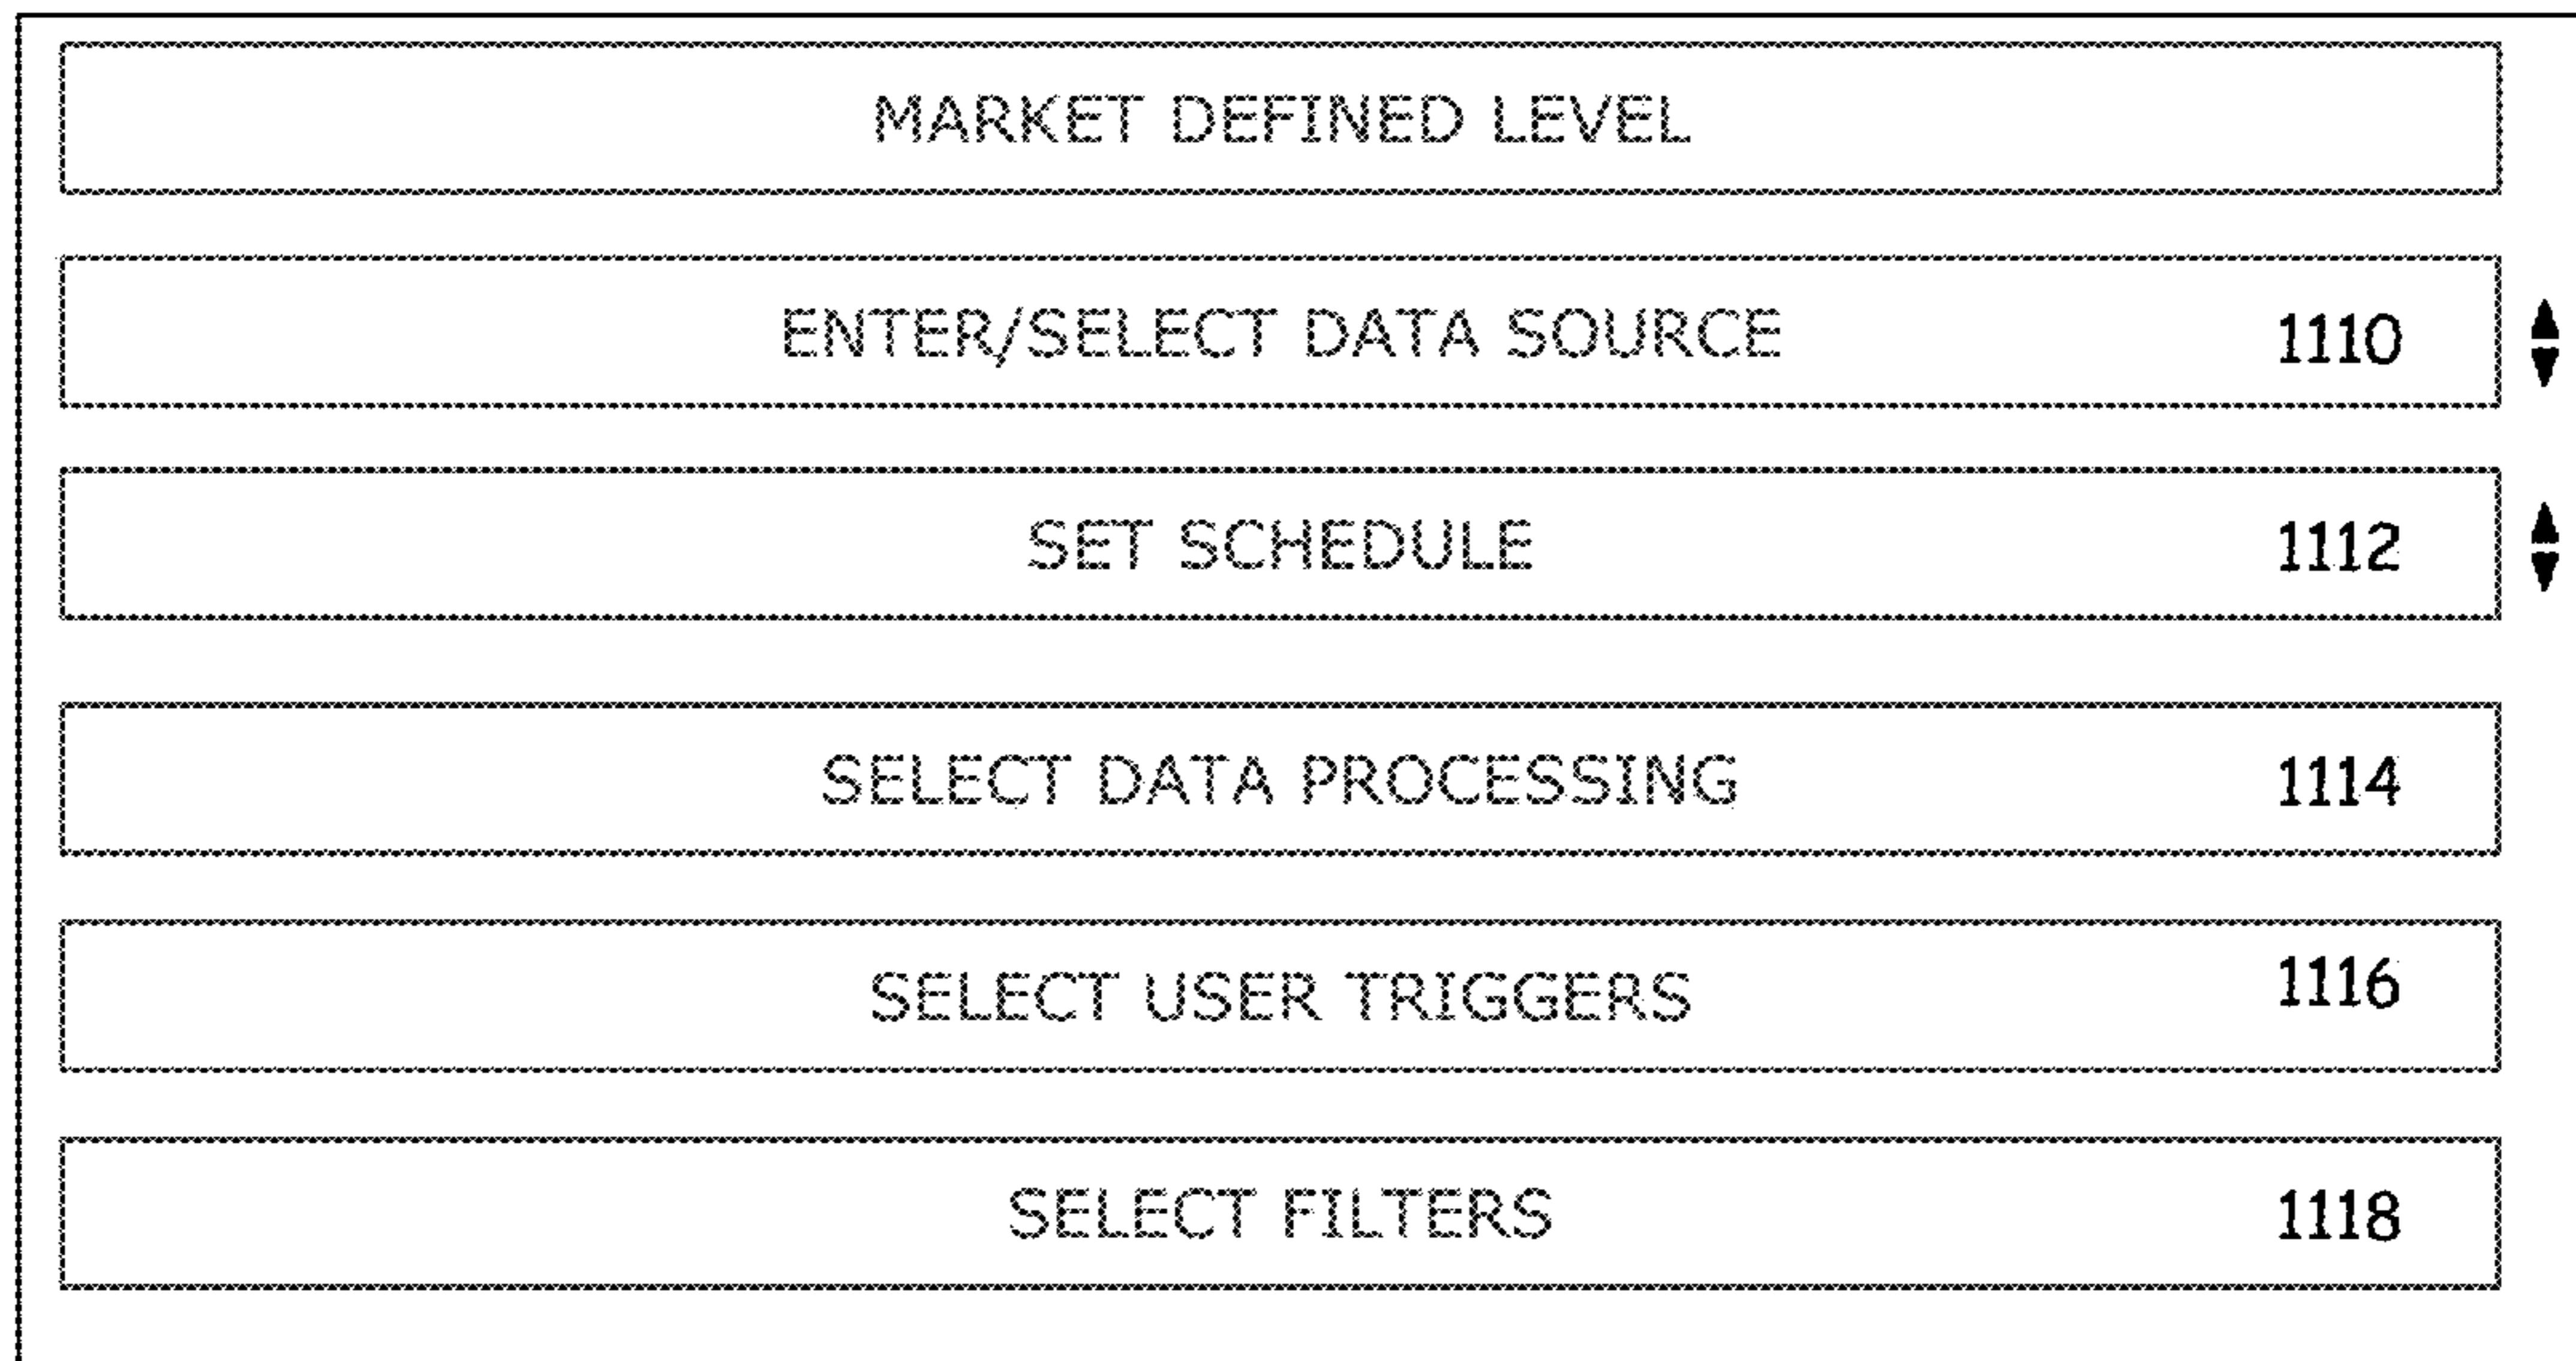 MARKET DEFINED LEVEL
ENTER/SELECT DATA SOURCE 1110
SET SCHEDULE 1112
SELECT DATA PROCESSING 1114
SELECT USER TRIGGERS 1116
SELECT FILTERS 1118